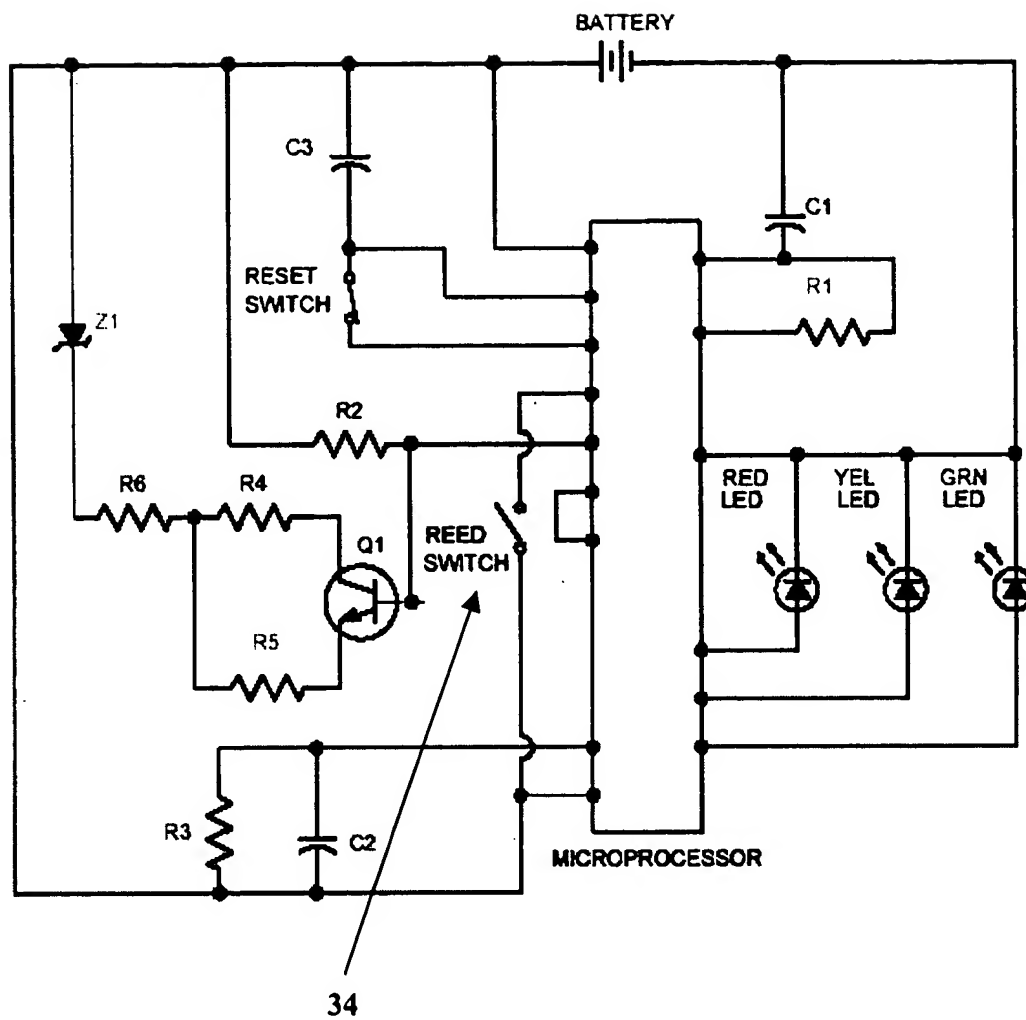 BATTERY
C3
C1
RESET
SWITCH
R1
Z1
R2
RED
LED
YEL
LED
GRN
LED
R6
R4
Q1
REED
SWITCH
R5
R3
C2
MICROPROCESSOR
34